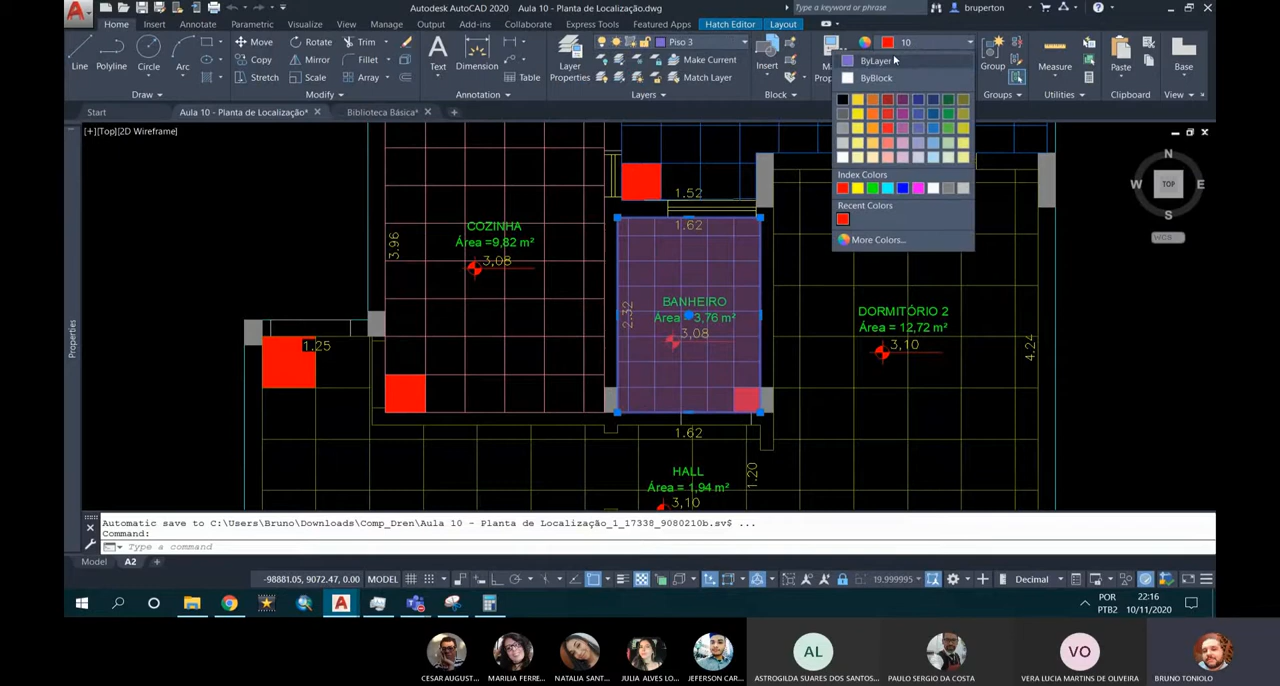 Autodesk AutoCAD 2020 Aula 10 - Planta de Localização.dwg
Type a keyword or phrase
bruperton
Home Insert Annotate Parametric View Manage Output Add-ins Collaborate Express Tools Featured Apps Hatch Editor Layout
Line Polyline Circle Arc
Move Rotate Trim
Copy Mirror Fillet
Stretch Scale Array
Text Dimension Table
Layer Properties
Piso 3
Make Current
Match Layer
Insert
10
ByLayer
ByBlock
Index Colors
Recent Colors
More Colors...
Group Measure Paste Base
Draw Modify Annotation Layers Block Groups Utilities Clipboard View
Start Aula 10 - Planta de Localização* Biblioteca Básica*
[+][Top][2D Wireframe]
N
W TOP E
S
WCS
Properties
1.52
1.62
COZINHA
Área =9,82 m²
3,08
3.96
BANHEIRO
Área = 3,76 m²
3,08
2.32
DORMITÓRIO 2
Área = 12,72 m²
3,10
4.24
1.25
1.62
HALL
Área = 1,94 m²
3,10
1.20
Automatic save to C:\Users\Bruno\Downloads\Comp_Dren\Aula 10 - Planta de Localização_1_17338_9080210b.sv$ ...
Command:
Type a command
Model A2
-98881.05, 9072.47, 0.00 MODEL
19.999995
Decimal
POR
PTB2
22:16
10/11/2020
AL
VO
CESAR AUGUST...
MARILIA FERRE...
NATALIA SANT...
JULIA ALVES LO...
JEFERSON CAR...
ASTROGILDA SUARES DOS SANTOS...
PAULO SERGIO DA COSTA
VERA LUCIA MARTINS DE OLIVEIRA
BRUNO TONIOLO